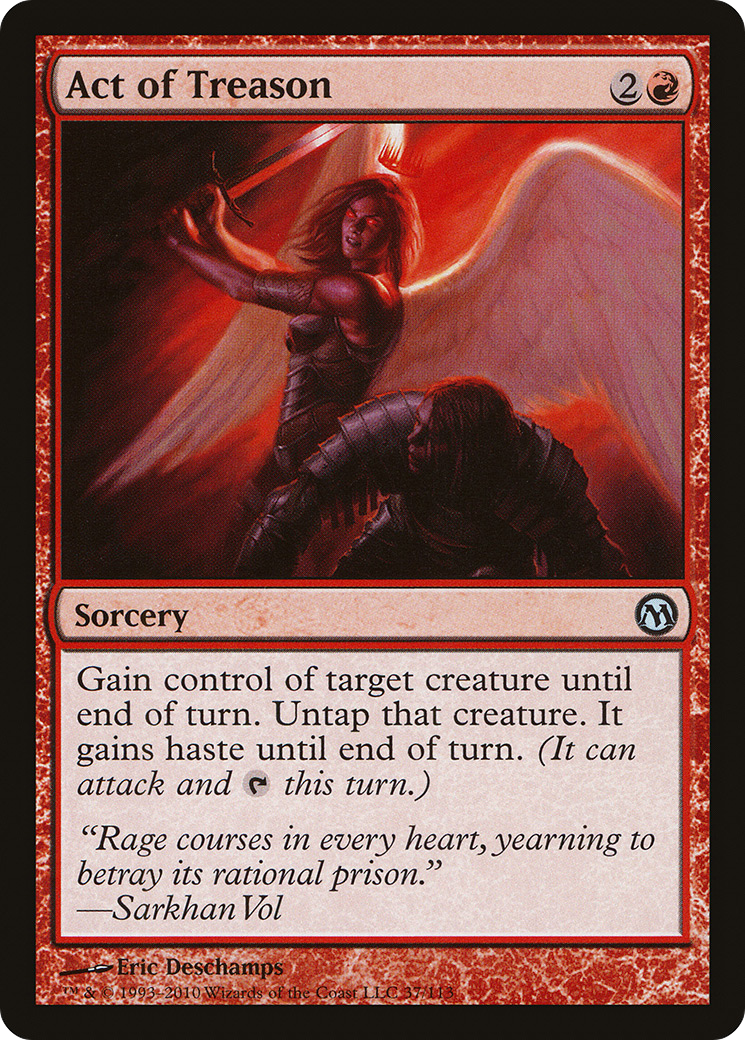 Act of Treason 2
Sorcery
Gain control of target creature until
end of turn. Untap that creature. It
gains haste until end of turn. (It can
attack and this turn.)
“Rage courses in every heart, yearning to
betray its rational prison.”
—Sarkhan Vol
Eric Deschamps
™ & © 1993–2010 Wizards of the Coast LLC 37/113